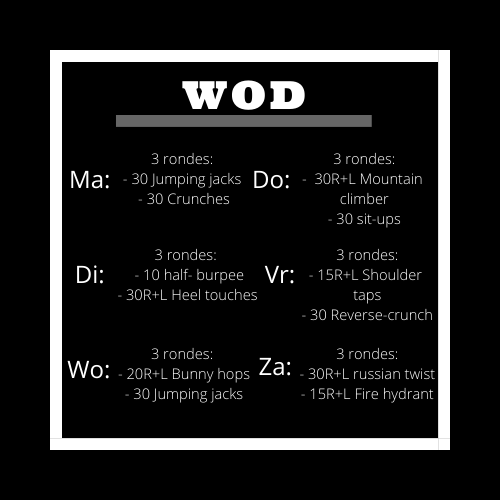 WOD
Ma:
3 rondes:
- 30 Jumping jacks
- 30 Crunches
Do:
3 rondes:
- 30R+L Mountain
climber
- 30 sit-ups
Di:
3 rondes:
- 10 half- burpee
- 30R+L Heel touches
Vr:
3 rondes:
- 15R+L Shoulder
taps
- 30 Reverse-crunch
Wo:
3 rondes:
- 20R+L Bunny hops
- 30 Jumping jacks
Za:
3 rondes:
- 30R+L russian twist
- 15R+L Fire hydrant